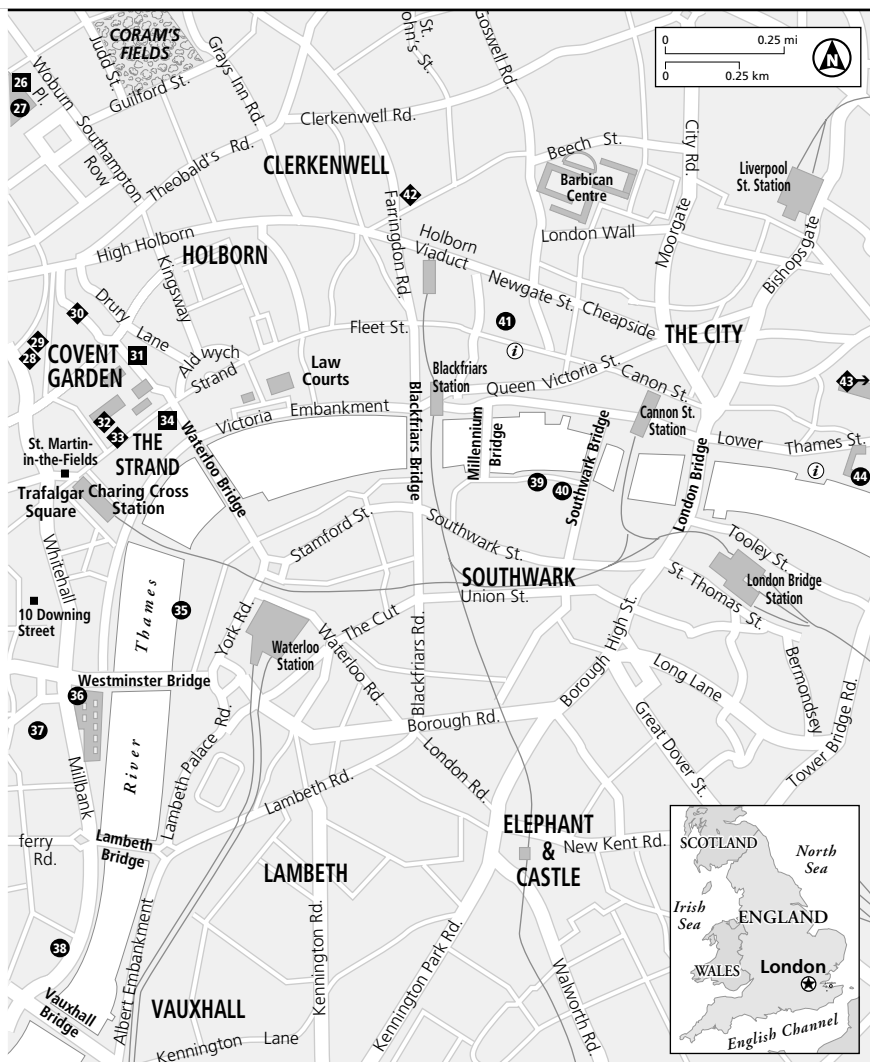 CORAM'S
FIELDS
Judd St.
Woburn Pl.
Guilford St.
Grays Inn Rd.
St.
John's St.
Goswell Rd.
0 0.25 mi
0 0.25 km
N
26
27
Southampton
Row
Theobald's Rd.
Clerkenwell Rd.
CLERKENWELL
Beech St.
City Rd.
Liverpool
St. Station
Barbican
Centre
42
Farringdon Rd.
High Holborn
HOLBORN
Kingsway
Holborn
Viaduct
London Wall
Moorgate
Bishopsgate
Newgate St.
Cheapside
30
Drury Lane
Fleet St.
41
THE CITY
29
28
COVENT
GARDEN
31
Aldwych
Strand
Law
Courts
Blackfriars
Station
i
Queen Victoria St.
Canon St.
43
34
32
33
Victoria Embankment
Cannon St.
Station
St. Martin-
in-the-Fields
THE
STRAND
Waterloo Bridge
Blackfriars Bridge
Millennium
Bridge
Southwark Bridge
London Bridge
Lower Thames St.
i
44
Trafalgar
Square
Charing Cross
Station
39
40
Whitehall
Stamford St.
Southwark St.
Tooley St.
SOUTHWARK
Union St.
St. Thomas St.
London Bridge
Station
10 Downing
Street
Thames
35
York Rd.
Waterloo
Station
The Cut
Waterloo Rd.
Blackfriars Rd.
Borough High St.
Long Lane
Bermondsey
Westminster Bridge
36
37
Borough Rd.
Great Dover St.
Tower Bridge Rd.
Millbank
River
Lambeth Palace Rd.
Lambeth Rd.
London Rd.
ferry
Rd.
Lambeth
Bridge
LAMBETH
ELEPHANT
&
CASTLE
New Kent Rd.
38
Albert Embankment
Kennington Rd.
Kennington Park Rd.
Walworth Rd.
Vauxhall
Bridge
VAUXHALL
Kennington Lane
SCOTLAND
North
Sea
Irish
Sea
ENGLAND
WALES
London
English Channel